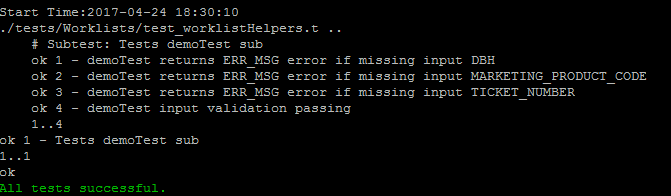 Start Time:2017-04-24 18:30:10
./tests/Worklists/test_worklistHelpers.t ..
# Subtest: Tests demoTest sub
ok 1 - demoTest returns ERR_MSG error if missing input DBH
ok 2 - demoTest returns ERR_MSG error if missing input MARKETING_PRODUCT_CODE
ok 3 - demoTest returns ERR_MSG error if missing input TICKET_NUMBER
ok 4 - demoTest input validation passing
1..4
ok 1 - Tests demoTest sub
1..1
ok
All tests successful.